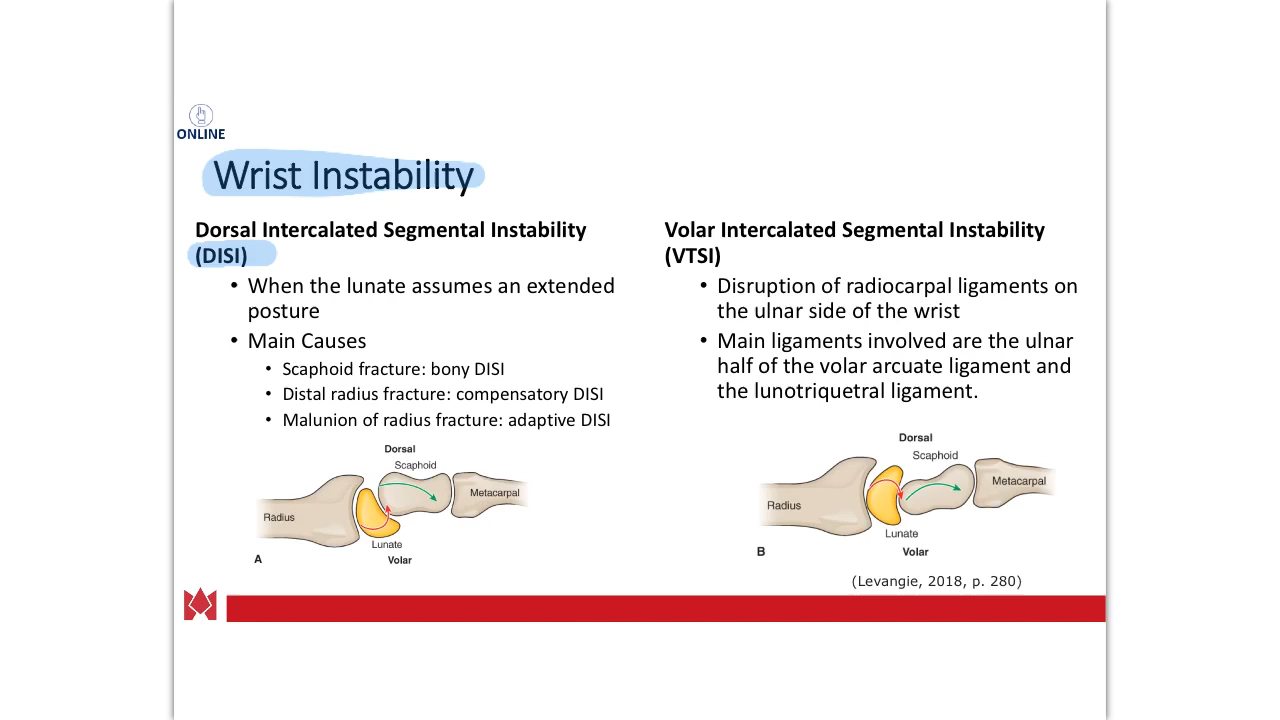 ONLINE
Wrist Instability
Dorsal Intercalated Segmental Instability
(DISI)
• When the lunate assumes an extended
posture
• Main Causes
• Scaphoid fracture: bony DISI
• Distal radius fracture: compensatory DISI
• Malunion of radius fracture: adaptive DISI
Dorsal
Scaphoid
Metacarpal
Radius
Lunate
A
Volar
Volar Intercalated Segmental Instability
(VTSI)
• Disruption of radiocarpal ligaments on
the ulnar side of the wrist
• Main ligaments involved are the ulnar
half of the volar arcuate ligament and
the lunotriquetral ligament.
Dorsal
Scaphoid
Metacarpal
Radius
Lunate
B
Volar
(Levangie, 2018, p. 280)